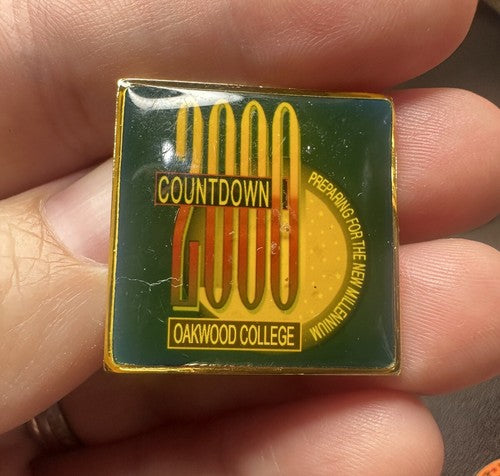 2000
COUNTDOWN
PREPARING FOR THE NEW MILLENNIUM
OAKWOOD COLLEGE